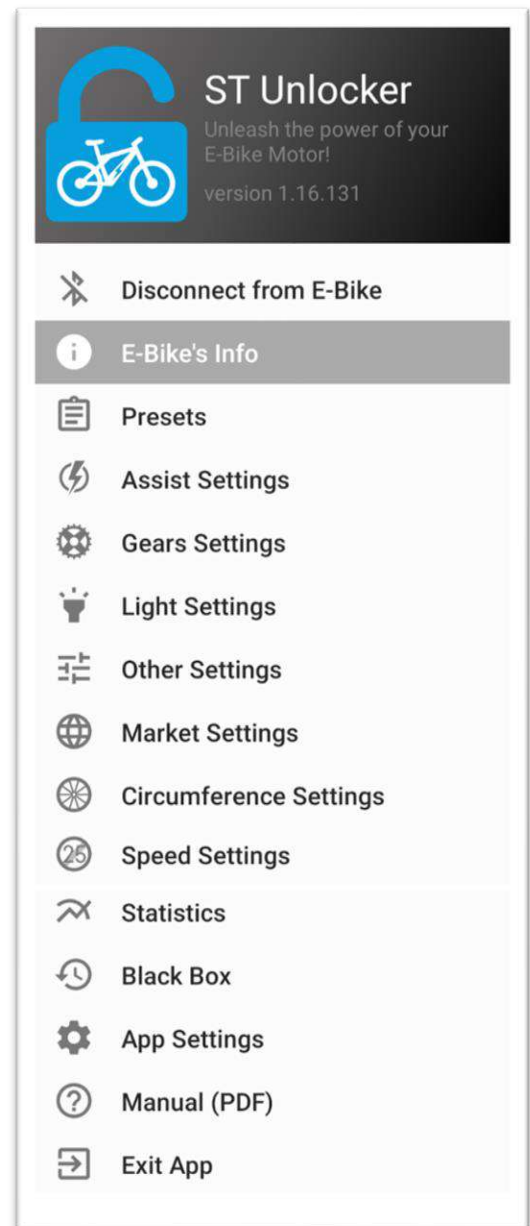 ST Unlocker
Unleash the power of your
E-Bike Motor!
version 1.16.131
Disconnect from E-Bike
E-Bike's Info
Presets
Assist Settings
Gears Settings
Light Settings
Other Settings
Market Settings
Circumference Settings
25 Speed Settings
Statistics
Black Box
App Settings
Manual (PDF)
Exit App